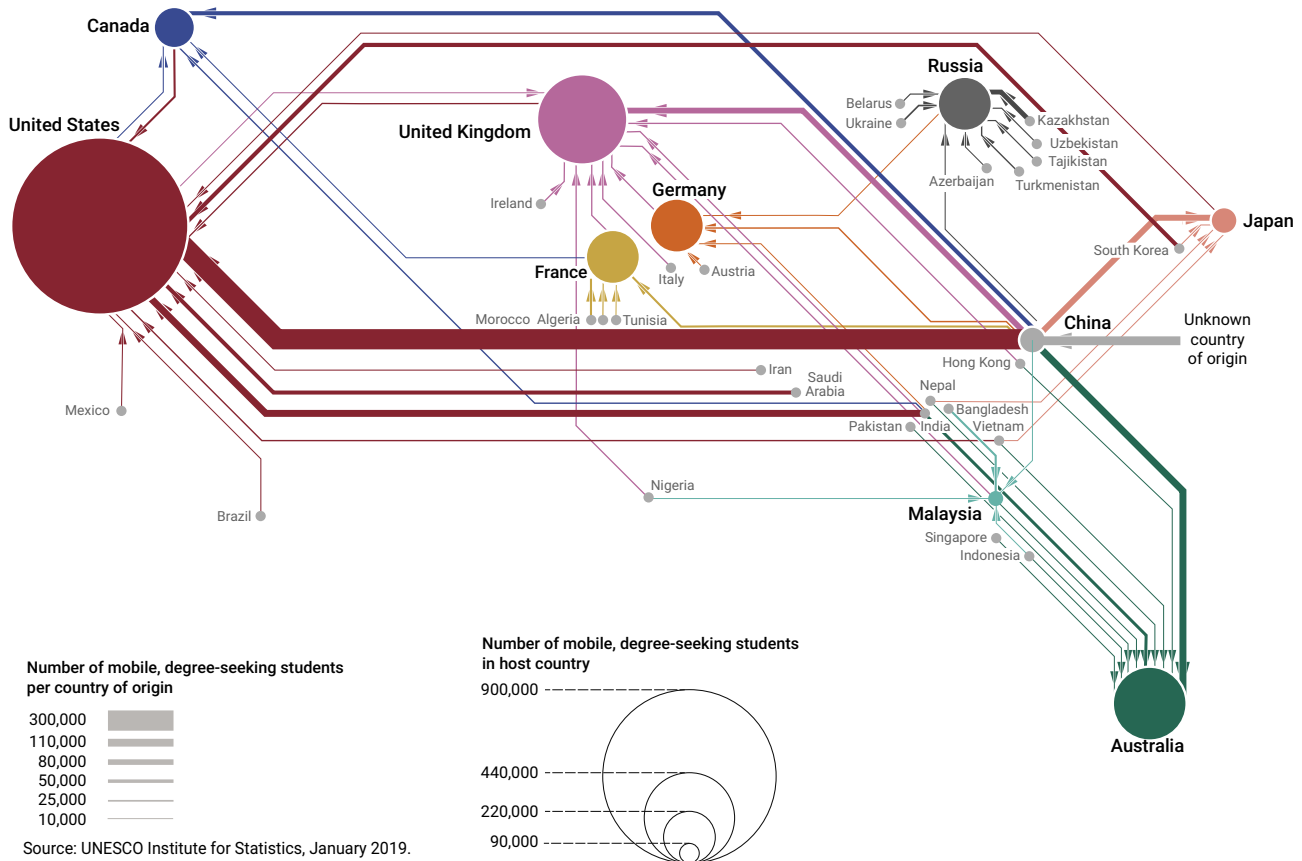 Canada
Russia
United States
United Kingdom
Belarus
Ukraine
Kazakhstan
Uzbekistan
Tajikistan
Azerbaijan
Turkmenistan
Germany
Ireland
Japan
South Korea
France
Italy
Austria
Morocco Algeria Tunisia
China
Unknown
country
of origin
Hong Kong
Iran
Saudi
Arabia
Nepal
Bangladesh
Mexico
Pakistan India Vietnam
Nigeria
Brazil
Malaysia
Singapore
Indonesia
Australia
Number of mobile, degree-seeking students
per country of origin
300,000
110,000
80,000
50,000
25,000
10,000
Number of mobile, degree-seeking students
in host country
900,000
440,000
220,000
90,000
Source: UNESCO Institute for Statistics, January 2019.